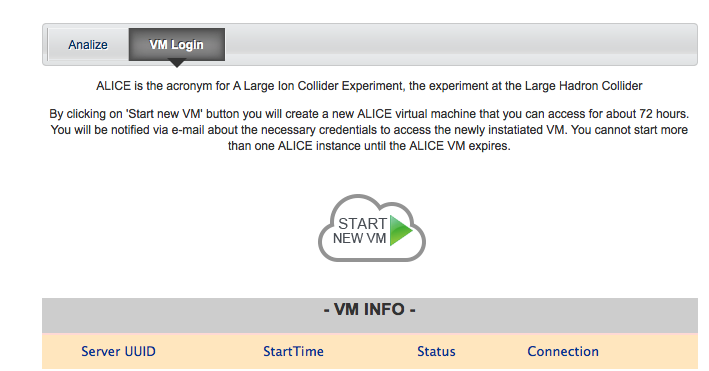 Analize VM Login
ALICE is the acronym for A Large Ion Collider Experiment, the experiment at the Large Hadron Collider
By clicking on 'Start new VM' button you will create a new ALICE virtual machine that you can access for about 72 hours.
You will be notified via e-mail about the necessary credentials to access the newly instatiated VM. You cannot start more
than one ALICE instance until the ALICE VM expires.
START
NEW VM
- VM INFO -
Server UUID StartTime Status Connection